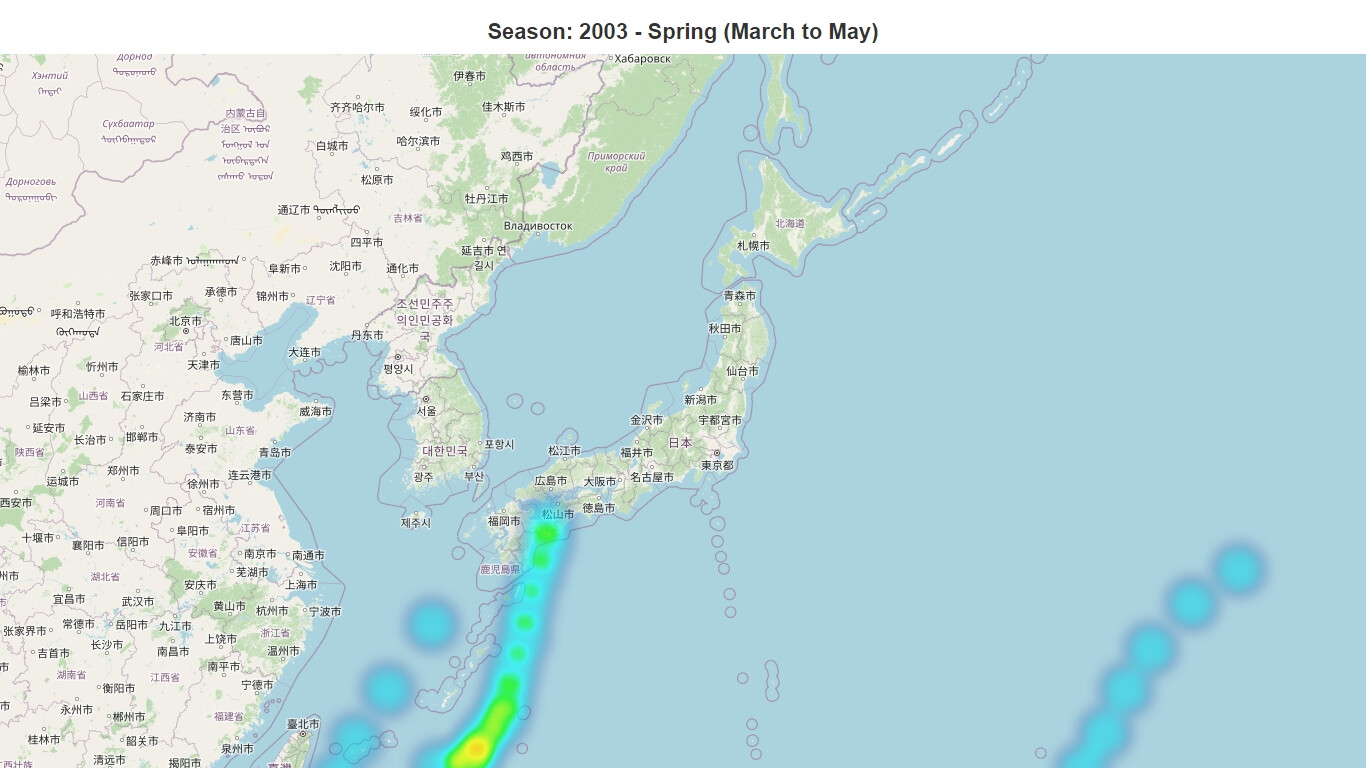 Season: 2003 - Spring (March to May)
Дорнод
автономная
область
Хабаровск
Хэнтий
伊春市
齐齐哈尔市
绥化市
佳木斯市
内蒙古自
治区
Сүхбаатар
白城市
哈尔滨市
鸡西市
Приморский
край
Дорноговь
松原市
牡丹江市
通辽市
吉林省
Владивосток
北海道
四平市
延吉市 연
길시
札幌市
赤峰市
阜新市
沈阳市
通化市
张家口市
承德市
锦州市
辽宁省
조선민주주
의인민공화
국
青森市
呼和浩特市
北京市
丹东市
秋田市
河北省
唐山市
大连市
天津市
평양시
榆林市
忻州市
仙台市
吕梁市
山西省
石家庄市
东营市
威海市
서울
新潟市
济南市
金沢市
宇都宮市
延安市
长治市
邯郸市
山东省
泰安市
青岛市
대한민국
포항시
松江市
福井市
日本
東京都
陕西省
运城市
郑州市
徐州市
连云港市
광주
부산
広島市
大阪市
名古屋市
西安市
河南省
周口市
宿州市
제주시
福岡市
松山市
徳島市
十堰市
襄阳市
信阳市
阜阳市
江苏省
安徽省
南京市
南通市
鹿児島県
湖北省
安庆市
芜湖市
上海市
宜昌市
武汉市
黄山市
杭州市
宁波市
张家界市
常德市
岳阳市
九江市
浙江省
吉首市
长沙市
南昌市
上饶市
温州市
湖南省
江西省
南平市
衡阳市
宁德市
永州市
郴州市
福建省
臺北市
桂林市
韶关市
泉州市
清远市
揭阳市